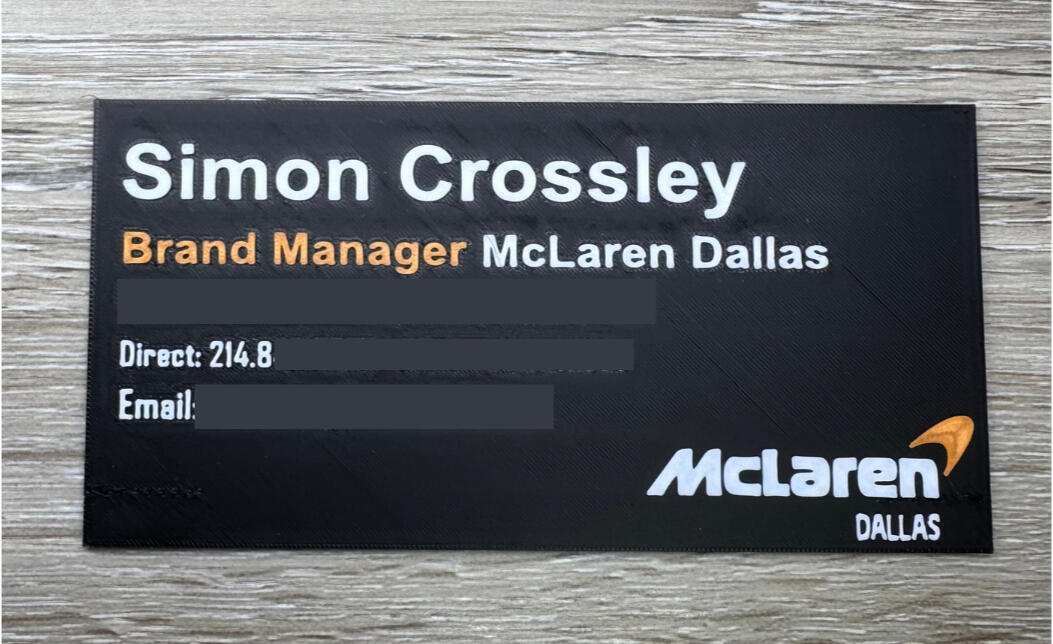 Simon Crossley
Brand Manager McLaren Dallas
Direct: 214.8
Email:
McLaren
DALLAS